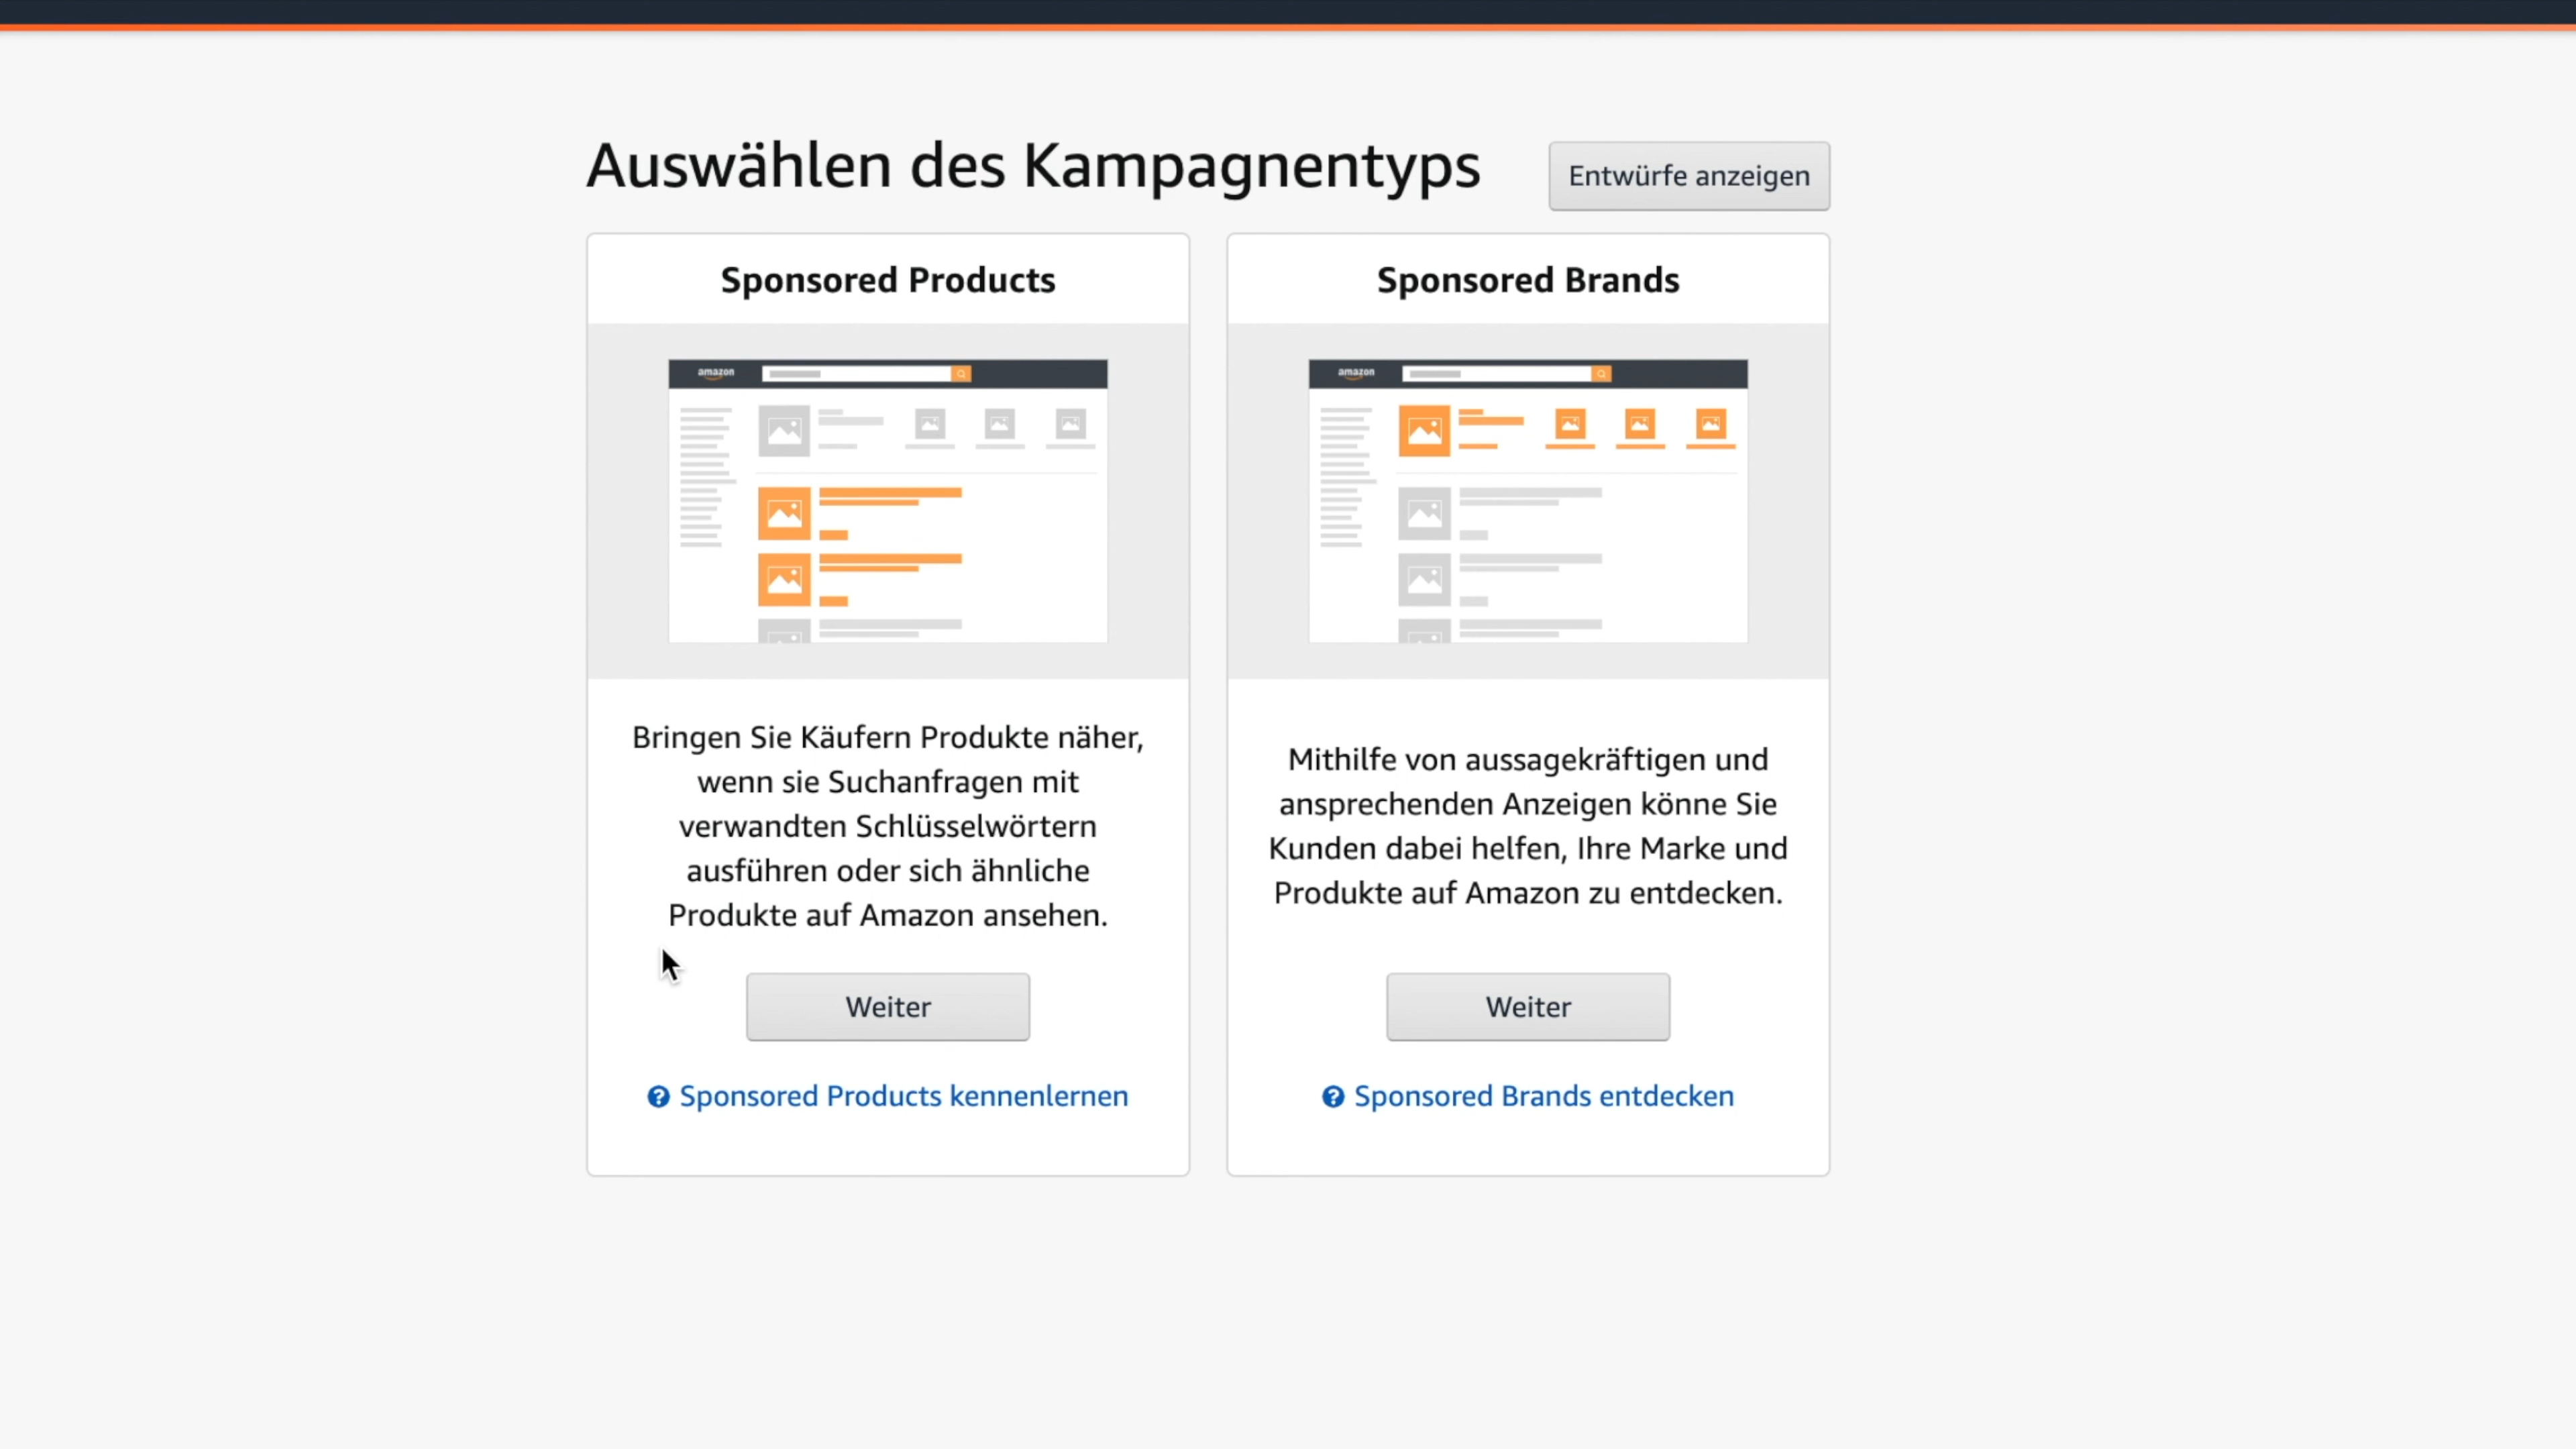 Auswählen des Kampagnentyps
Entwürfe anzeigen
Sponsored Products
amazon
Bringen Sie Käufern Produkte näher,
wenn sie Suchanfragen mit
verwandten Schlüsselwörtern
ausführen oder sich ähnliche
Produkte auf Amazon ansehen.
Weiter
Sponsored Products kennenlernen
Sponsored Brands
amazon
Mithilfe von aussagekräftigen und
ansprechenden Anzeigen könne Sie
Kunden dabei helfen, Ihre Marke und
Produkte auf Amazon zu entdecken.
Weiter
Sponsored Brands entdecken